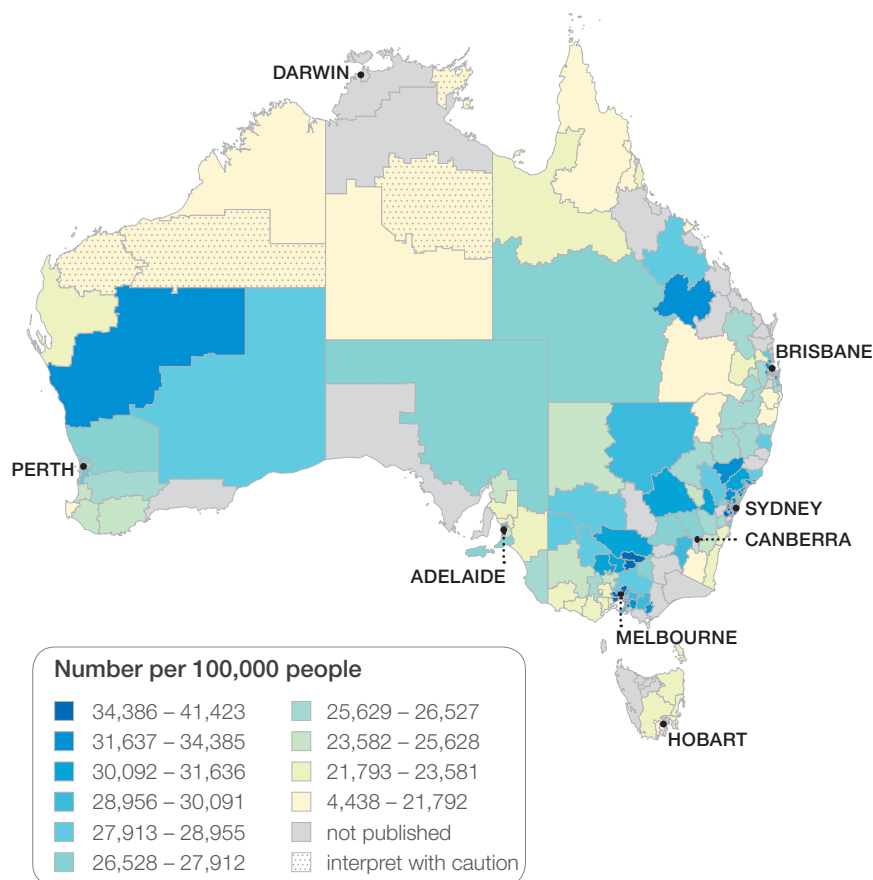 DARWIN
BRISBANE
PERTH
SYDNEY
CANBERRA
ADELAIDE
MELBOURNE
HOBART
Number per 100,000 people
34,386 – 41,423
31,637 – 34,385
30,092 – 31,636
28,956 – 30,091
27,913 – 28,955
26,528 – 27,912
25,629 – 26,527
23,582 – 25,628
21,793 – 23,581
4,438 – 21,792
not published
interpret with caution